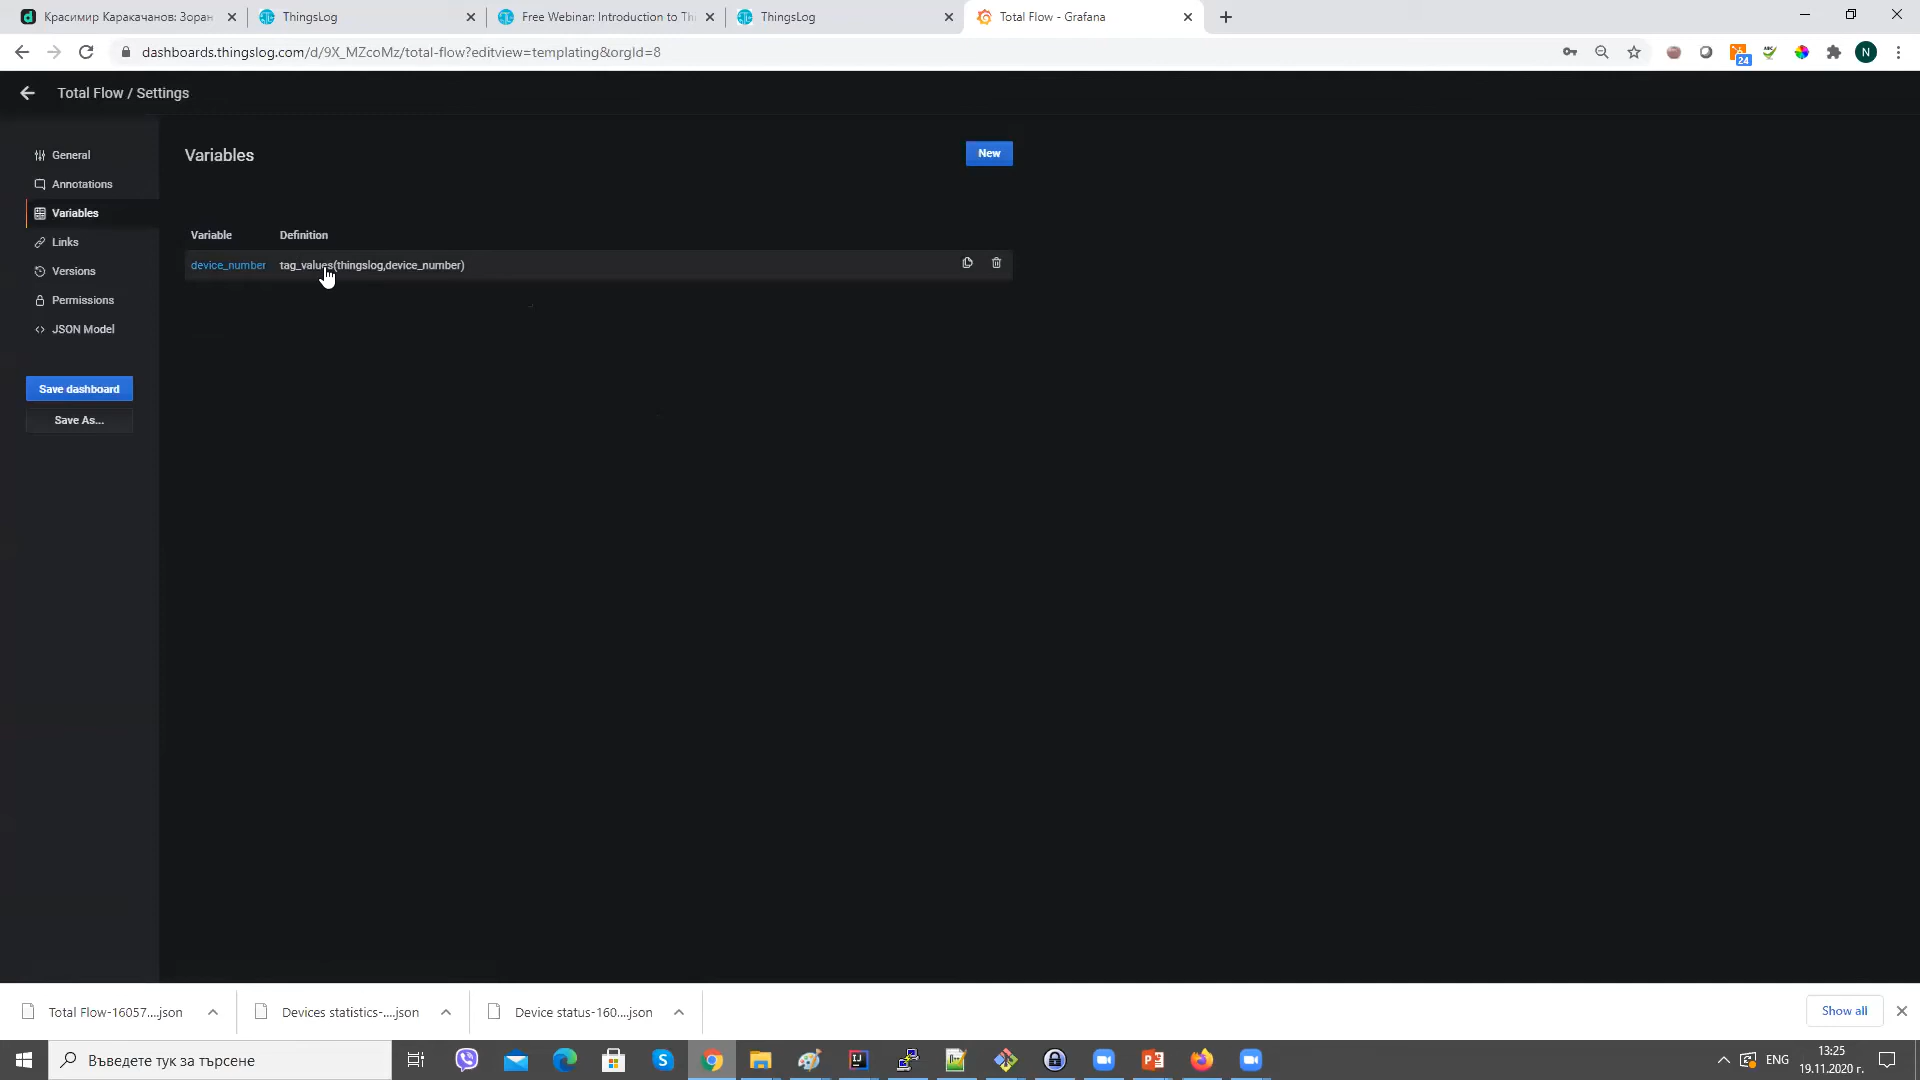 Красимир Каракачанов: Зоран
ThingsLog
Free Webinar: Introduction to Thi
ThingsLog
Total Flow - Grafana
dashboards.thingslog.com/d/9X_MZcoMz/total-flow?editview=templating&orgId=8
24
N
Total Flow / Settings
General
Annotations
Variables
Links
Versions
Permissions
JSON Model
Save dashboard
Save As...
Variables
New
Variable Definition
device_number tag_values(thingslog,device_number)
Total Flow-16057....json
Devices statistics-....json
Device status-160....json
Show all
Въведете тук за търсене
ENG
13:25
19.11.2020 г.